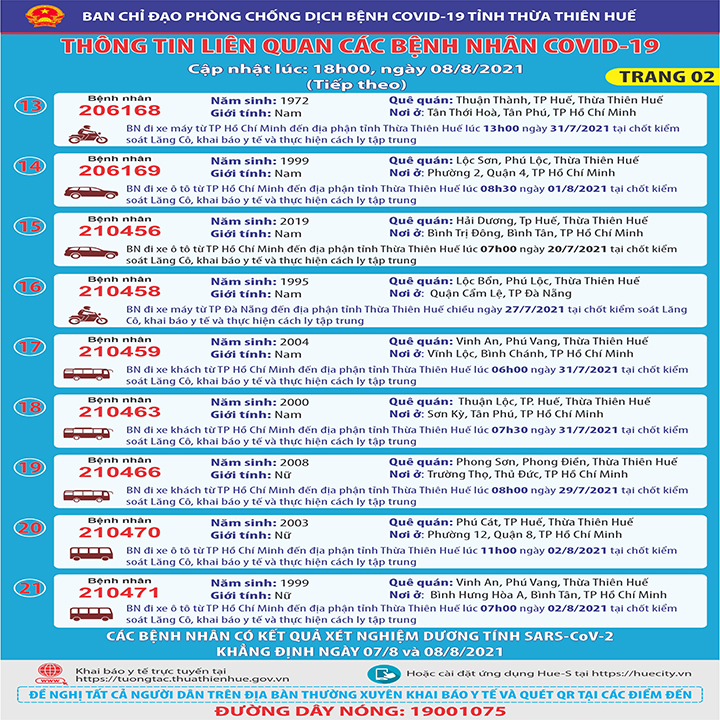 BAN CHỈ ĐẠO PHÒNG CHỐNG DỊCH BỆNH COVID-19 TỈNH THỪA THIÊN HUẾ
THÔNG TIN LIÊN QUAN CÁC BỆNH NHÂN COVID-19
Cập nhật lúc: 18h00, ngày 08/8/2021
(Tiếp theo)
TRANG 02
13
Bệnh nhân
206168
Năm sinh: 1972
Giới tính: Nam
Quê quán: Thuận Thành, TP Huế, Thừa Thiên Huế
Nơi ở: Tân Thới Hoà, Tân Phú, TP Hồ Chí Minh
BN đi xe máy từ TP Hồ Chí Minh đến địa phận tỉnh Thừa Thiên Huế lúc 13h00 ngày 31/7/2021 tại chốt kiểm
soát Lăng Cô, khai báo y tế và thực hiện cách ly tập trung
14
Bệnh nhân
206169
Năm sinh: 1999
Giới tính: Nam
Quê quán: Lộc Sơn, Phú Lộc, Thừa Thiên Huế
Nơi ở: Phường 2, Quận 4, TP Hồ Chí Minh
BN đi xe ô tô từ TP Hồ Chí Minh đến địa phận tỉnh Thừa Thiên Huế lúc 08h30 ngày 01/8/2021 tại chốt kiểm
soát Lăng Cô, khai báo y tế và thực hiện cách ly tập trung
15
Bệnh nhân
210456
Năm sinh: 2019
Giới tính: Nam
Quê quán: Hải Dương, Tp Huế, Thừa Thiên Huế
Nơi ở: Bình Trị Đông, Bình Tân, TP Hồ Chí Minh
BN đi xe ô tô từ TP Hồ Chí Minh đến địa phận tỉnh Thừa Thiên Huế lúc 07h00 ngày 20/7/2021 tại chốt kiểm
soát Lăng Cô, khai báo y tế và thực hiện cách ly tập trung
16
Bệnh nhân
210458
Năm sinh: 1995
Giới tính: Nam
Quê quán: Lộc Bổn, Phú Lộc, Thừa Thiên Huế
Nơi ở: Quận Cẩm Lệ, TP Đà Nẵng
BN đi xe máy từ TP Đà Nẵng đến địa phận tỉnh Thừa Thiên Huế chiều ngày 27/7/2021 tại chốt kiểm soát Lăng
Cô, khai báo y tế và thực hiện cách ly tập trung
17
Bệnh nhân
210459
Năm sinh: 2004
Giới tính: Nam
Quê quán: Vinh An, Phú Vang, Thừa Thiên Huế
Nơi ở: Vĩnh Lộc, Bình Chánh, TP Hồ Chí Minh
BN đi xe khách từ TP Hồ Chí Minh đến địa phận tỉnh Thừa Thiên Huế lúc 06h00 ngày 31/7/2021 tại chốt kiểm
soát Lăng Cô, khai báo y tế và thực hiện cách ly tập trung
18
Bệnh nhân
210463
Năm sinh: 2000
Giới tính: Nam
Quê quán: Thuận Lộc, TP. Huế, Thừa Thiên Huế
Nơi ở: Sơn Kỳ, Tân Phú, TP Hồ Chí Minh
BN đi xe khách từ TP Hồ Chí Minh đến địa phận tỉnh Thừa Thiên Huế lúc 07h30 ngày 31/7/2021 tại chốt kiểm
soát Lăng Cô, khai báo y tế và thực hiện cách ly tập trung
19
Bệnh nhân
210466
Năm sinh: 2008
Giới tính: Nữ
Quê quán: Phong Sơn, Phong Điền, Thừa Thiên Huế
Nơi ở: Trường Thọ, Thủ Đức, TP Hồ Chí Minh
BN đi xe khách từ TP Hồ Chí Minh đến địa phận tỉnh Thừa Thiên Huế lúc 08h00 ngày 29/7/2021 tại chốt kiểm
soát Lăng Cô, khai báo y tế và thực hiện cách ly tập trung
20
Bệnh nhân
210470
Năm sinh: 2003
Giới tính: Nữ
Quê quán: Phú Cát, TP Huế, Thừa Thiên Huế
Nơi ở: Phường 12, Quận 8, TP Hồ Chí Minh
BN đi xe ô tô từ TP Hồ Chí Minh đến địa phận tỉnh Thừa Thiên Huế lúc 11h00 ngày 02/8/2021 tại chốt kiểm
soát Lăng Cô, khai báo y tế và thực hiện cách ly tập trung
21
Bệnh nhân
210471
Năm sinh: 1999
Giới tính: Nữ
Quê quán: Vinh An, Phú Vang, Thừa Thiên Huế
Nơi ở: Bình Hưng Hòa A, Bình Tân, TP Hồ Chí Minh
BN đi xe ô tô từ TP Hồ Chí Minh đến địa phận tỉnh Thừa Thiên Huế lúc 07h00 ngày 02/8/2021 tại chốt kiểm
soát Lăng Cô, khai báo y tế và thực hiện cách ly tập trung
CÁC BỆNH NHÂN CÓ KẾT QUẢ XÉT NGHIỆM DƯƠNG TÍNH SARS-CoV-2
KHẲNG ĐỊNH NGÀY 07/8 và 08/8/2021
Khai báo y tế trực tuyến tại
https://tuongtac.thuathienhue.gov.vn
Hoặc cài đặt ứng dụng Hue-S tại https://huecity.vn
ĐỀ NGHỊ TẤT CẢ NGƯỜI DÂN TRÊN ĐỊA BÀN THƯỜNG XUYÊN KHAI BÁO Y TẾ VÀ QUÉT QR TẠI CÁC ĐIỂM ĐẾN
ĐƯỜNG DÂY NÓNG: 19001075